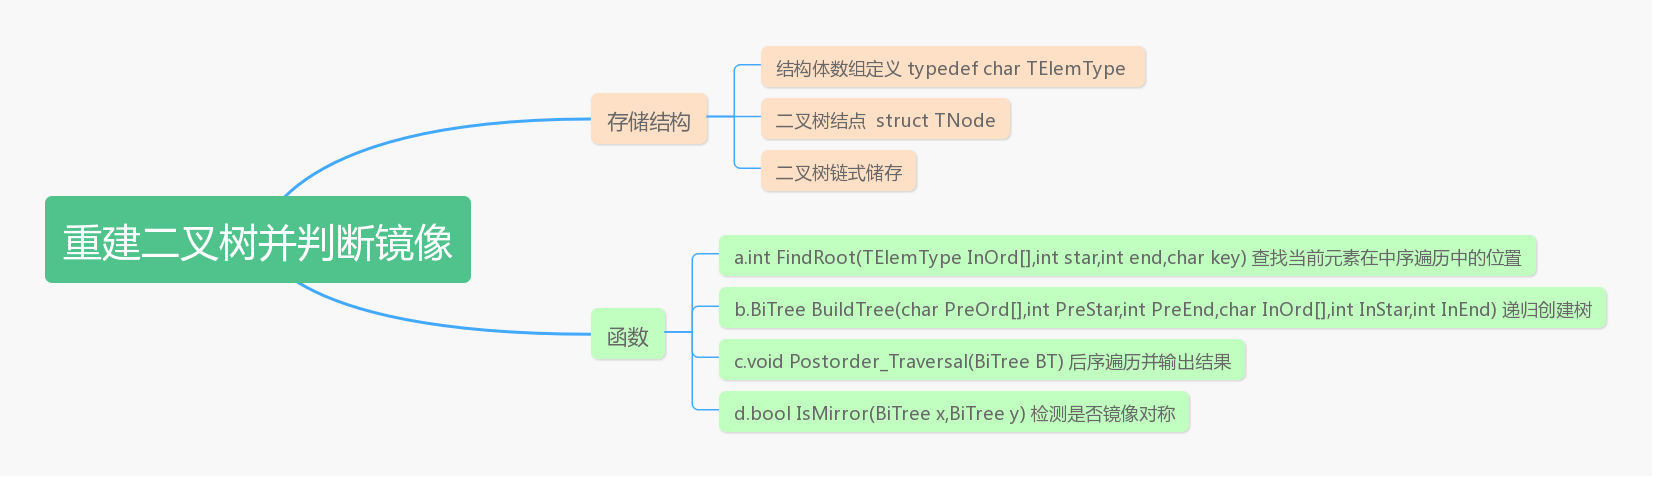 重建二叉树并判断镜像
存储结构
结构体数组定义 typedef char TElemType
二叉树结点  struct TNode
二叉树链式储存
函数
a.int FindRoot(TElemType InOrd[],int star,int end,char key) 查找当前元素在中序遍历中的位置
b.BiTree BuildTree(char PreOrd[],int PreStar,int PreEnd,char InOrd[],int InStar,int InEnd) 递归创建树
c.void Postorder_Traversal(BiTree BT) 后序遍历并输出结果
d.bool IsMirror(BiTree x,BiTree y) 检测是否镜像对称